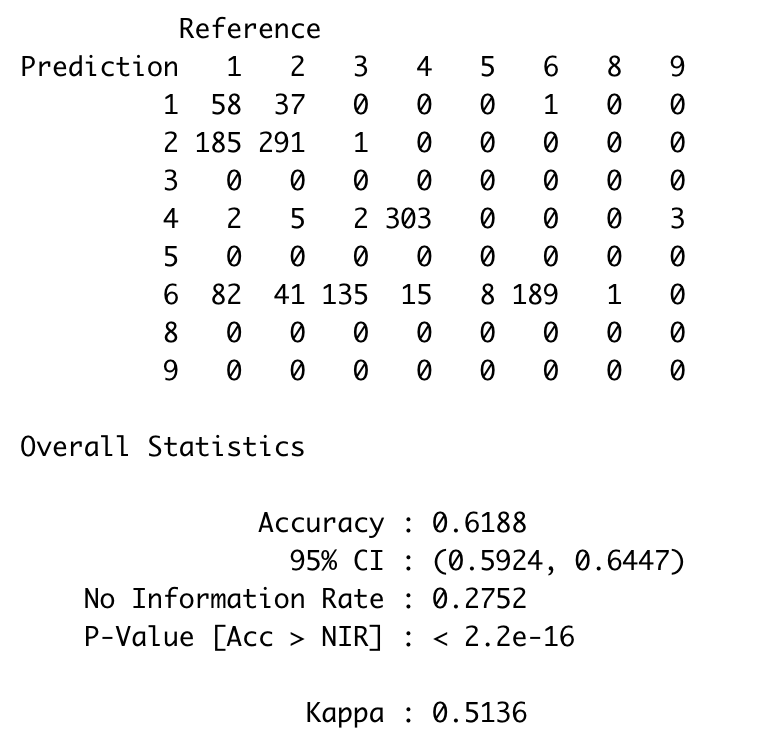 Reference
Prediction 1 2 3 4 5 6 8 9
1 58 37 0 0 0 1 0 0
2 185 291 1 0 0 0 0 0
3 0 0 0 0 0 0 0 0
4 2 5 2 303 0 0 0 3
5 0 0 0 0 0 0 0 0
6 82 41 135 15 8 189 1 0
8 0 0 0 0 0 0 0 0
9 0 0 0 0 0 0 0 0
Overall Statistics
Accuracy : 0.6188
95% CI : (0.5924, 0.6447)
No Information Rate : 0.2752
P-Value [Acc > NIR] : < 2.2e-16
Kappa : 0.5136